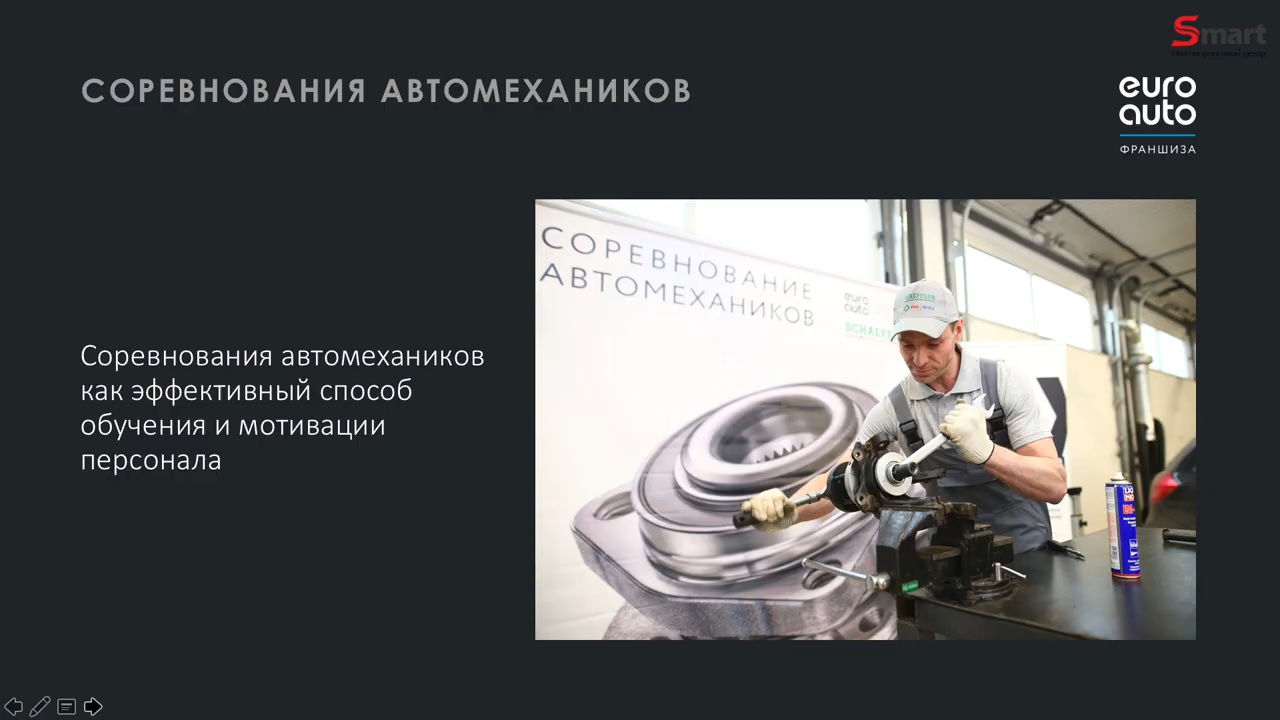 Smart
СОРЕВНОВАНИЯ АВТОМЕХАНИКОВ
euro
auto
ФРАНШИЗА
СОРЕВНОВАНИЕ
АВТОМЕХАНИКОВ
euro
auto
SCHAEFFLER
Соревнования автомехаников
как эффективный способ
обучения и мотивации
персонала